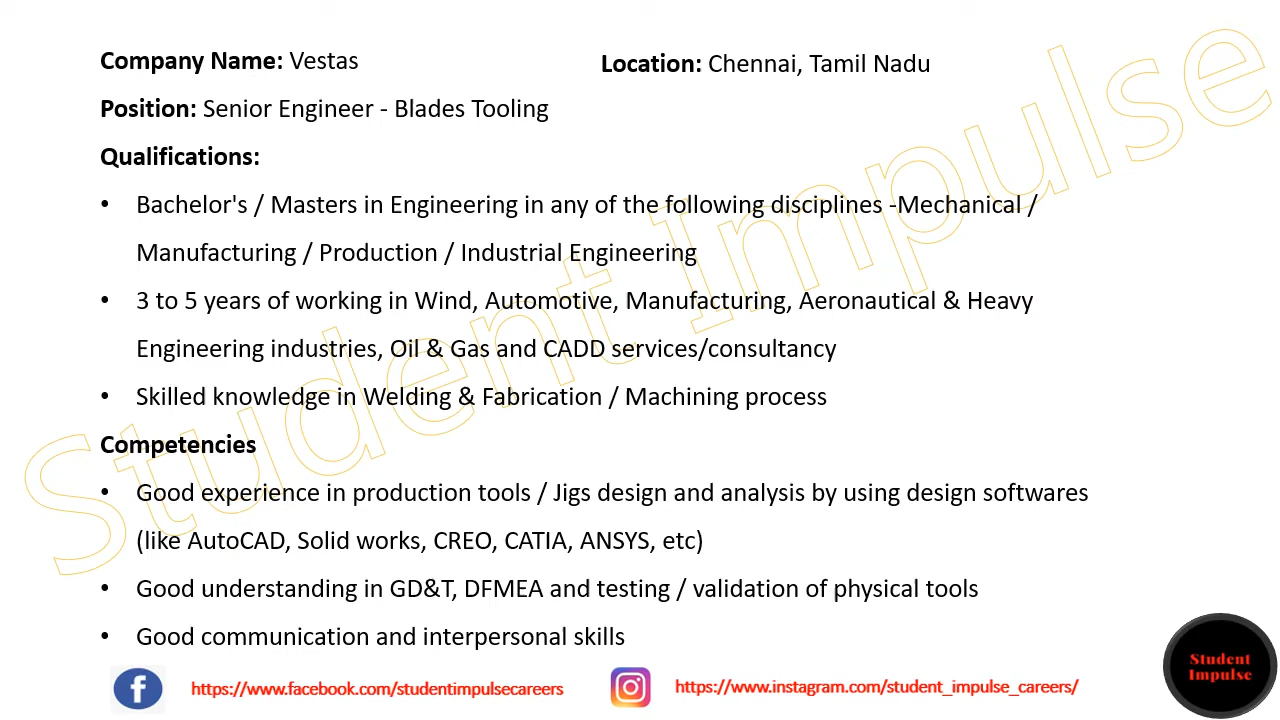 Company Name: Vestas
Location: Chennai, Tamil Nadu
Position: Senior Engineer - Blades Tooling
Qualifications:
• Bachelor's / Masters in Engineering in any of the following disciplines -Mechanical /
Manufacturing / Production / Industrial Engineering
• 3 to 5 years of working in Wind, Automotive, Manufacturing, Aeronautical & Heavy
Engineering industries, Oil & Gas and CADD services/consultancy
• Skilled knowledge in Welding & Fabrication / Machining process
Competencies
• Good experience in production tools / Jigs design and analysis by using design softwares
(like AutoCAD, Solid works, CREO, CATIA, ANSYS, etc)
• Good understanding in GD&T, DFMEA and testing / validation of physical tools
• Good communication and interpersonal skills
https://www.facebook.com/studentimpulsecareers
https://www.instagram.com/student_impulse_careers/
Student
Impulse
Student Impulse